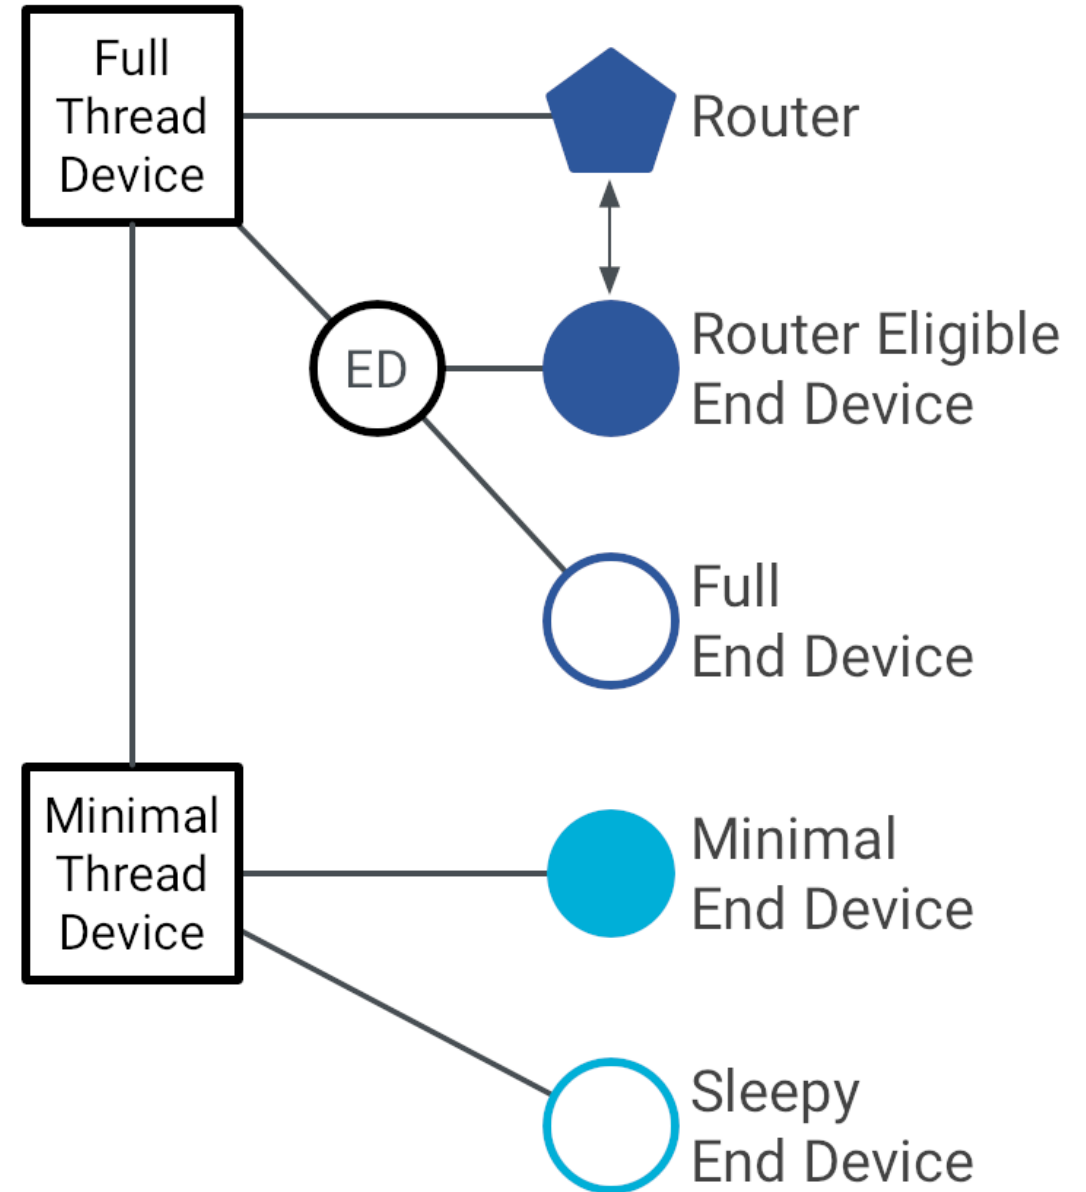 Full
Thread
Device
Router
ED
Router Eligible
End Device
Full
End Device
Minimal
Thread
Device
Minimal
End Device
Sleepy
End Device